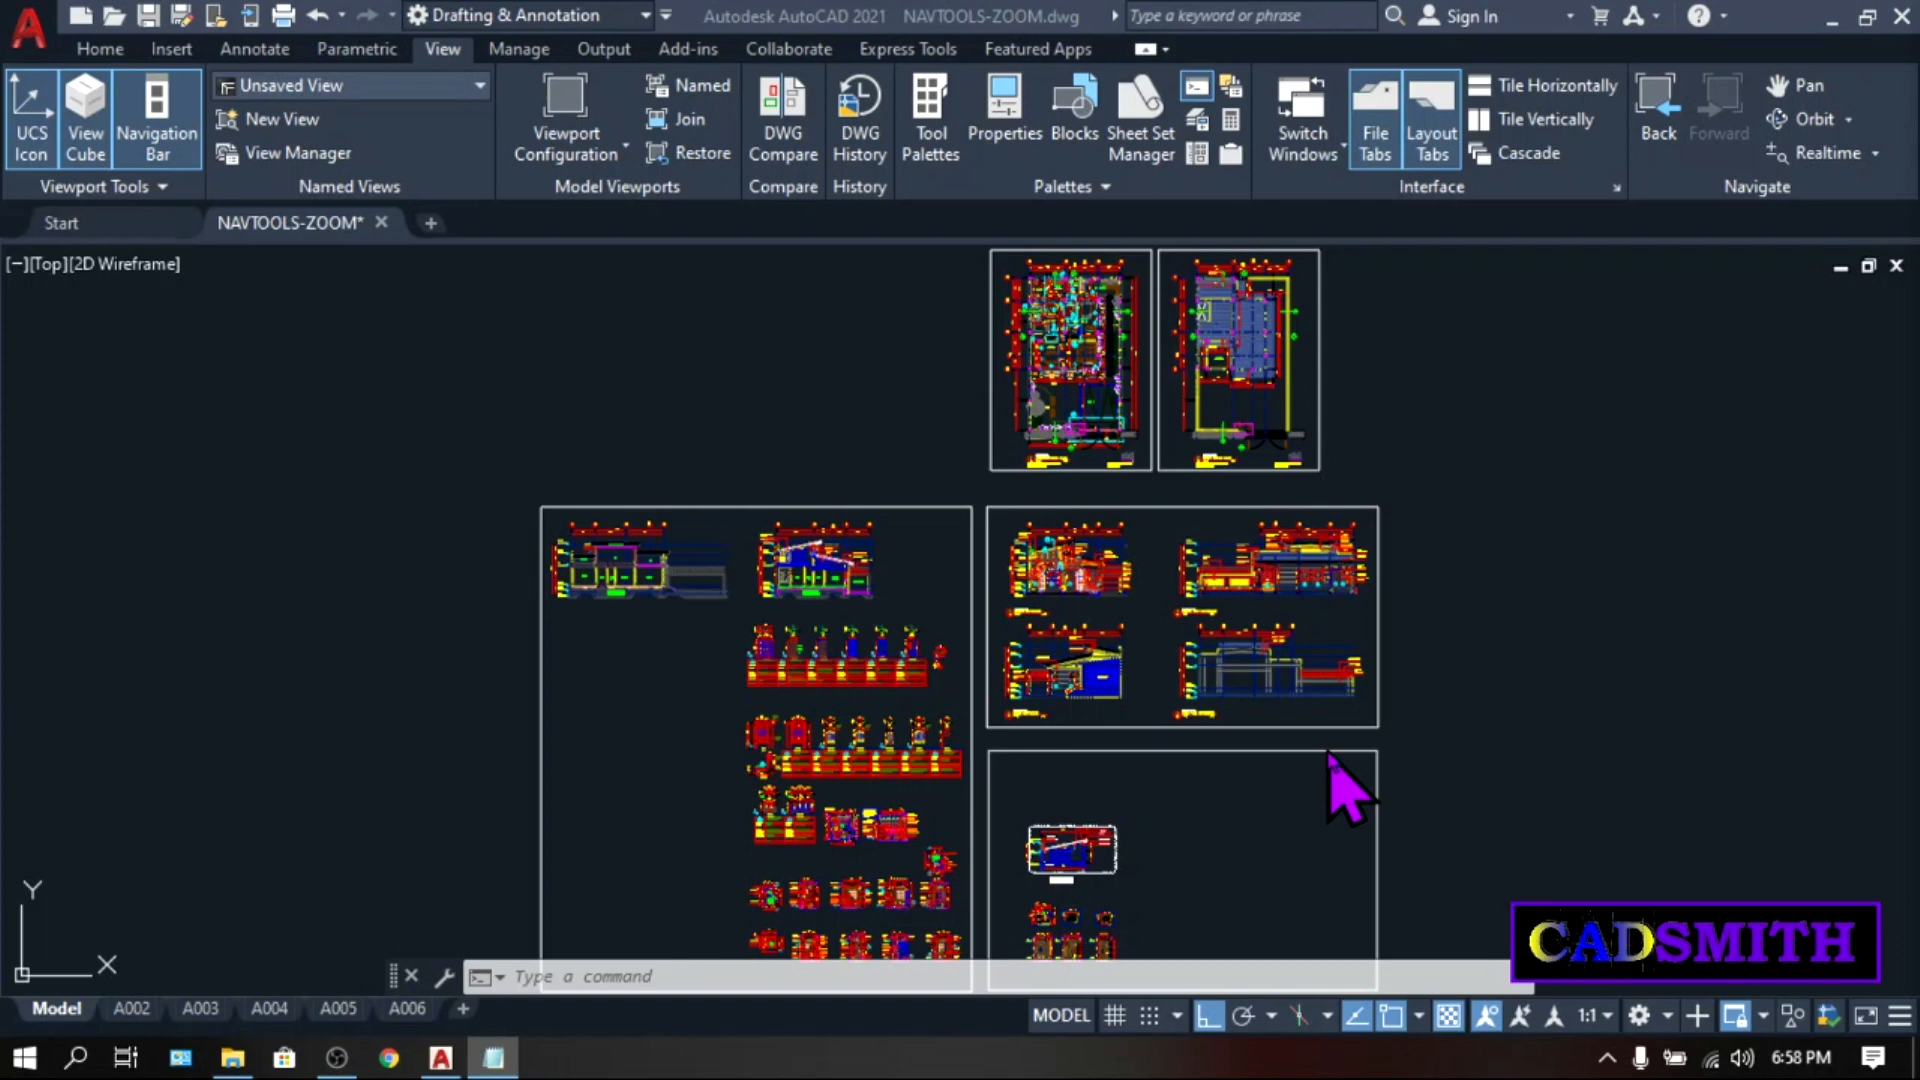 Drafting & Annotation
Autodesk AutoCAD 2021 NAVTOOLS-ZOOM.dwg
Type a keyword or phrase
Sign In
Home Insert Annotate Parametric View Manage Output Add-ins Collaborate Express Tools Featured Apps
UCS Icon
View Cube
Navigation Bar
Viewport Tools
Unsaved View
New View
View Manager
Named Views
Viewport Configuration
Named
Join
Restore
Model Viewports
DWG Compare
Compare
DWG History
History
Tool Palettes
Properties
Blocks
Sheet Set Manager
Palettes
Switch Windows
File Tabs
Layout Tabs
Tile Horizontally
Tile Vertically
Cascade
Interface
Back
Forward
Pan
Orbit
Realtime
Navigate
Start
NAVTOOLS-ZOOM*
[−][Top][2D Wireframe]
Y
X
CADSMITH
Type a command
Model A002 A003 A004 A005 A006
MODEL
1:1
6:58 PM